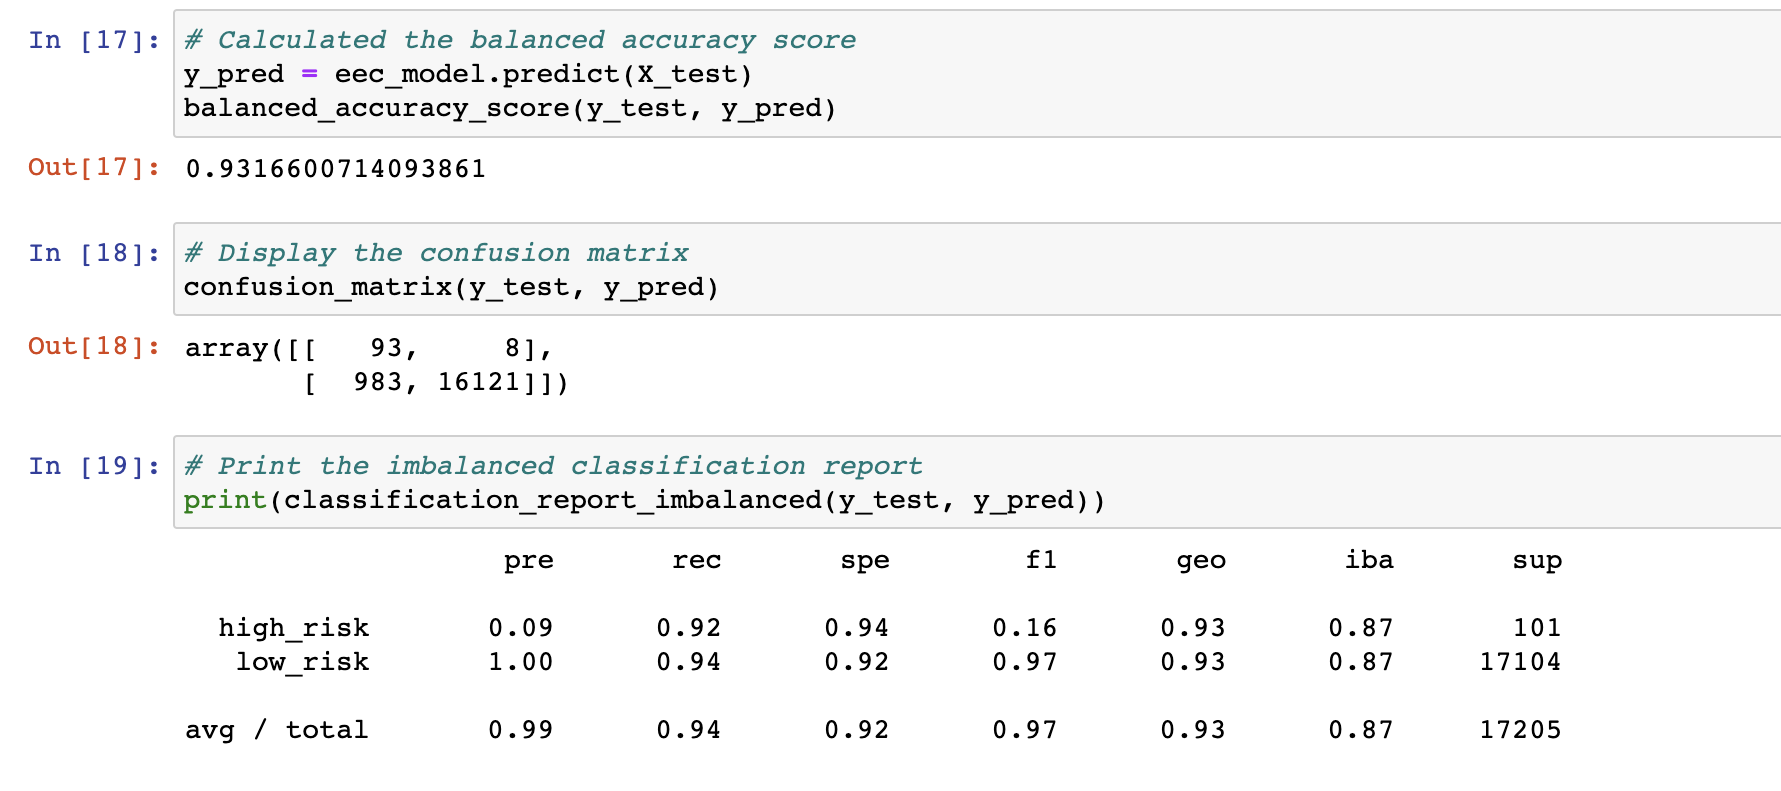 In [17]: # Calculated the balanced accuracy score
y_pred = eec_model.predict(X_test)
balanced_accuracy_score(y_test, y_pred)
Out[17]: 0.9316600714093861
In [18]: # Display the confusion matrix
confusion_matrix(y_test, y_pred)
Out[18]: array([[   93,     8],
       [  983, 16121]])
In [19]: # Print the imbalanced classification report
print(classification_report_imbalanced(y_test, y_pred))
pre rec spe f1 geo iba sup
high_risk 0.09 0.92 0.94 0.16 0.93 0.87 101
low_risk 1.00 0.94 0.92 0.97 0.93 0.87 17104
avg / total 0.99 0.94 0.92 0.97 0.93 0.87 17205